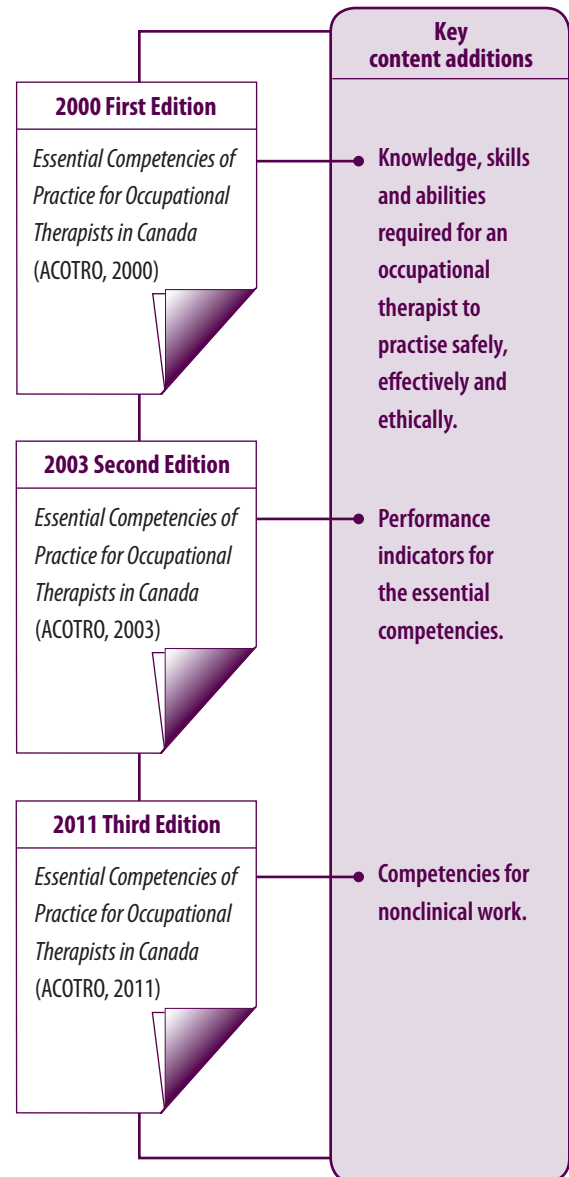 Key
content additions
2000 First Edition
Essential Competencies of
Practice for Occupational
Therapists in Canada
(ACOTRO, 2000)
Knowledge, skills
and abilities
required for an
occupational
therapist to
practise safely,
effectively and
ethically.
2003 Second Edition
Essential Competencies of
Practice for Occupational
Therapists in Canada
(ACOTRO, 2003)
Performance
indicators for
the essential
competencies.
2011 Third Edition
Essential Competencies of
Practice for Occupational
Therapists in Canada
(ACOTRO, 2011)
Competencies for
nonclinical work.